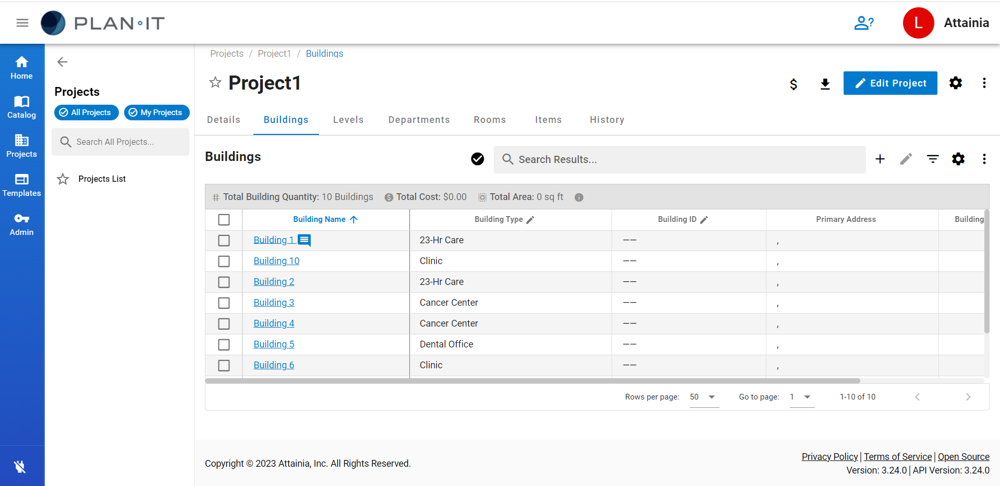 PLAN·IT
L
Attainia
Home
Catalog
Projects
Templates
Admin
Projects
All Projects
My Projects
Search All Projects...
Projects List
Projects / Project1 / Buildings
Project1
$
Edit Project
Details Buildings Levels Departments Rooms Items History
Buildings
Search Results...
Total Building Quantity: 10 Buildings Total Cost: $0.00 Total Area: 0 sq ft
Building Name Building Type Building ID Primary Address Building
Building 1 23-Hr Care —— ,
Building 10 Clinic —— ,
Building 2 23-Hr Care —— ,
Building 3 Cancer Center —— ,
Building 4 Cancer Center —— ,
Building 5 Dental Office —— ,
Building 6 Clinic —— ,
Rows per page: 50 Go to page: 1 1-10 of 10
Copyright © 2023 Attainia, Inc. All Rights Reserved.
Privacy Policy | Terms of Service | Open Source
Version: 3.24.0 | API Version: 3.24.0